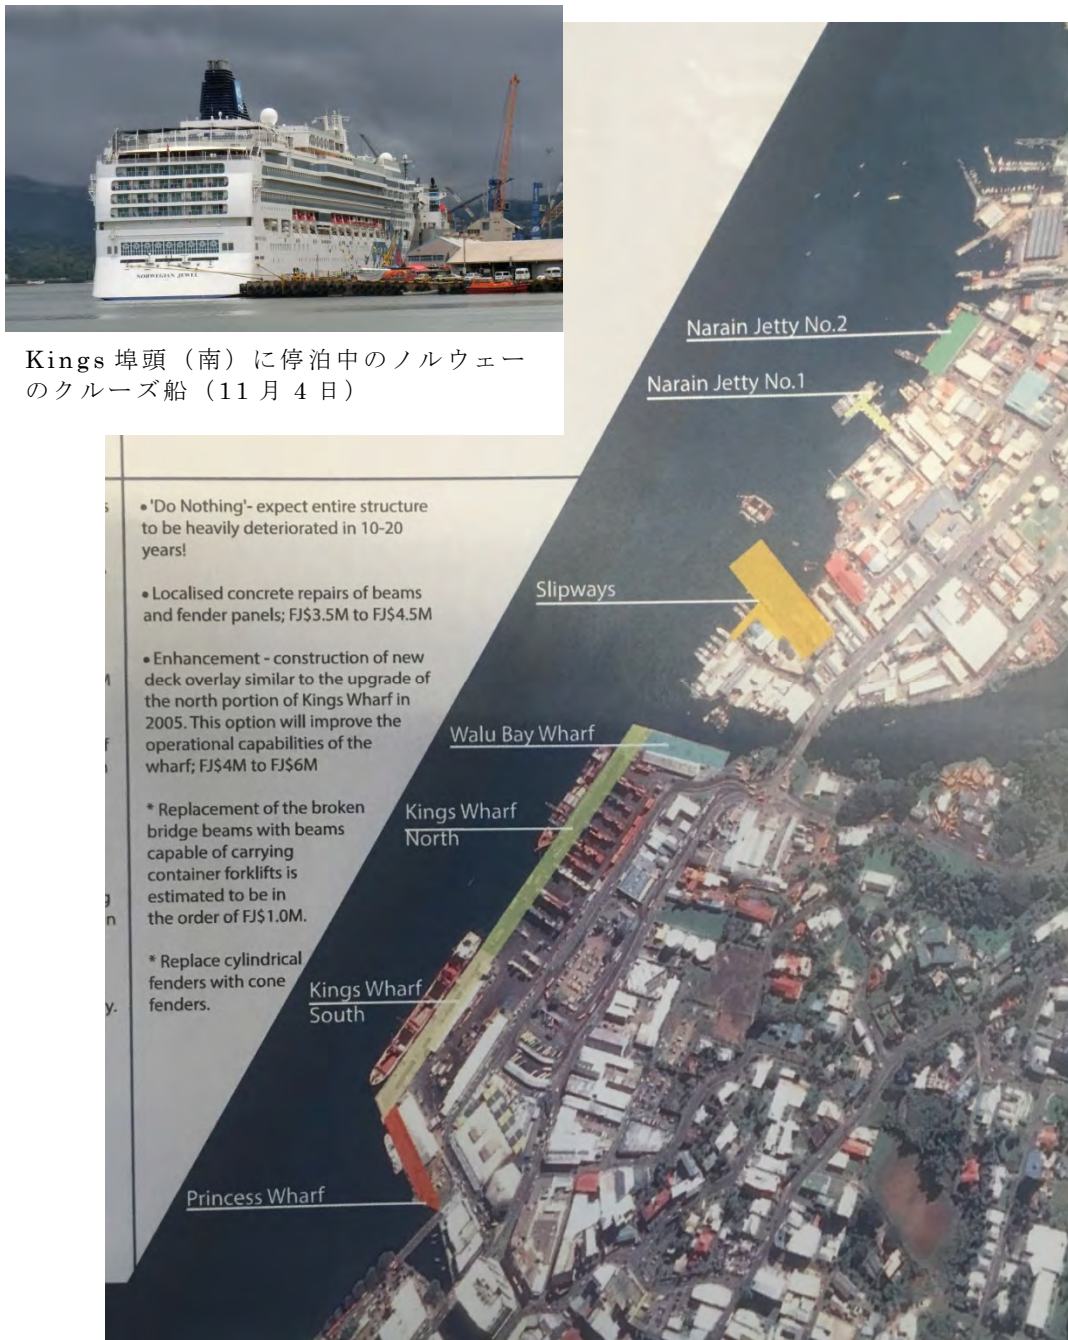 NORWEGIAN JEWEL
Kings 埠頭（南）に停泊中のノルウェー
のクルーズ船（11 月 4 日）
Narain Jetty No.2
Narain Jetty No.1
Slipways
Walu Bay Wharf
Kings Wharf
North
Kings Wharf
South
Princess Wharf
• 'Do Nothing'- expect entire structure
to be heavily deteriorated in 10-20
years!
• Localised concrete repairs of beams
and fender panels; FJ$3.5M to FJ$4.5M
• Enhancement - construction of new
deck overlay similar to the upgrade of
the north portion of Kings Wharf in
2005. This option will improve the
operational capabilities of the
wharf; FJ$4M to FJ$6M
* Replacement of the broken
bridge beams with beams
capable of carrying
container forklifts is
estimated to be in
the order of FJ$1.0M.
* Replace cylindrical
fenders with cone
fenders.